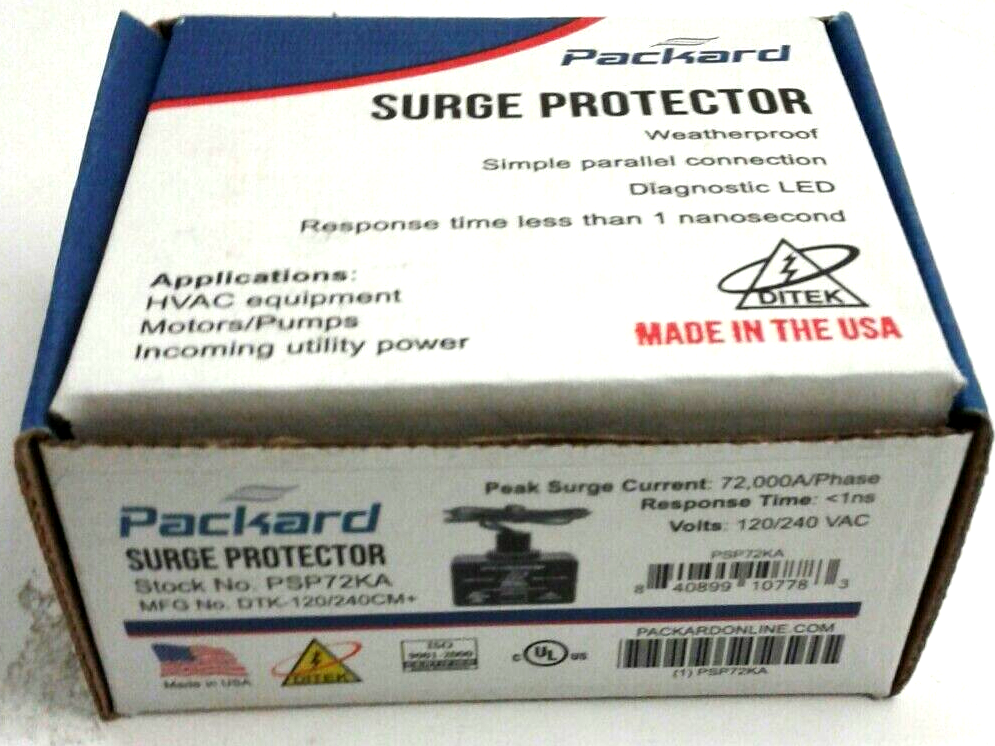 Packard
SURGE PROTECTOR
Weatherproof
Simple parallel connection
Diagnostic LED
Response time less than 1 nanosecond
Applications:
HVAC equipment
Motors/Pumps
Incoming utility power
DITEK
MADE IN THE USA
Packard
SURGE PROTECTOR
Stock No. PSP72KA
MFG No. DTK-120/240CM+
Peak Surge Current: 72,000A/Phase
Response Time: <1ns
Volts: 120/240 VAC
PSP72KA
8 40899 10778 3
PACKARDONLINE.COM
(1) PSP72KA
Made in USA
DITEK
ISO
9001:2000
c UL us